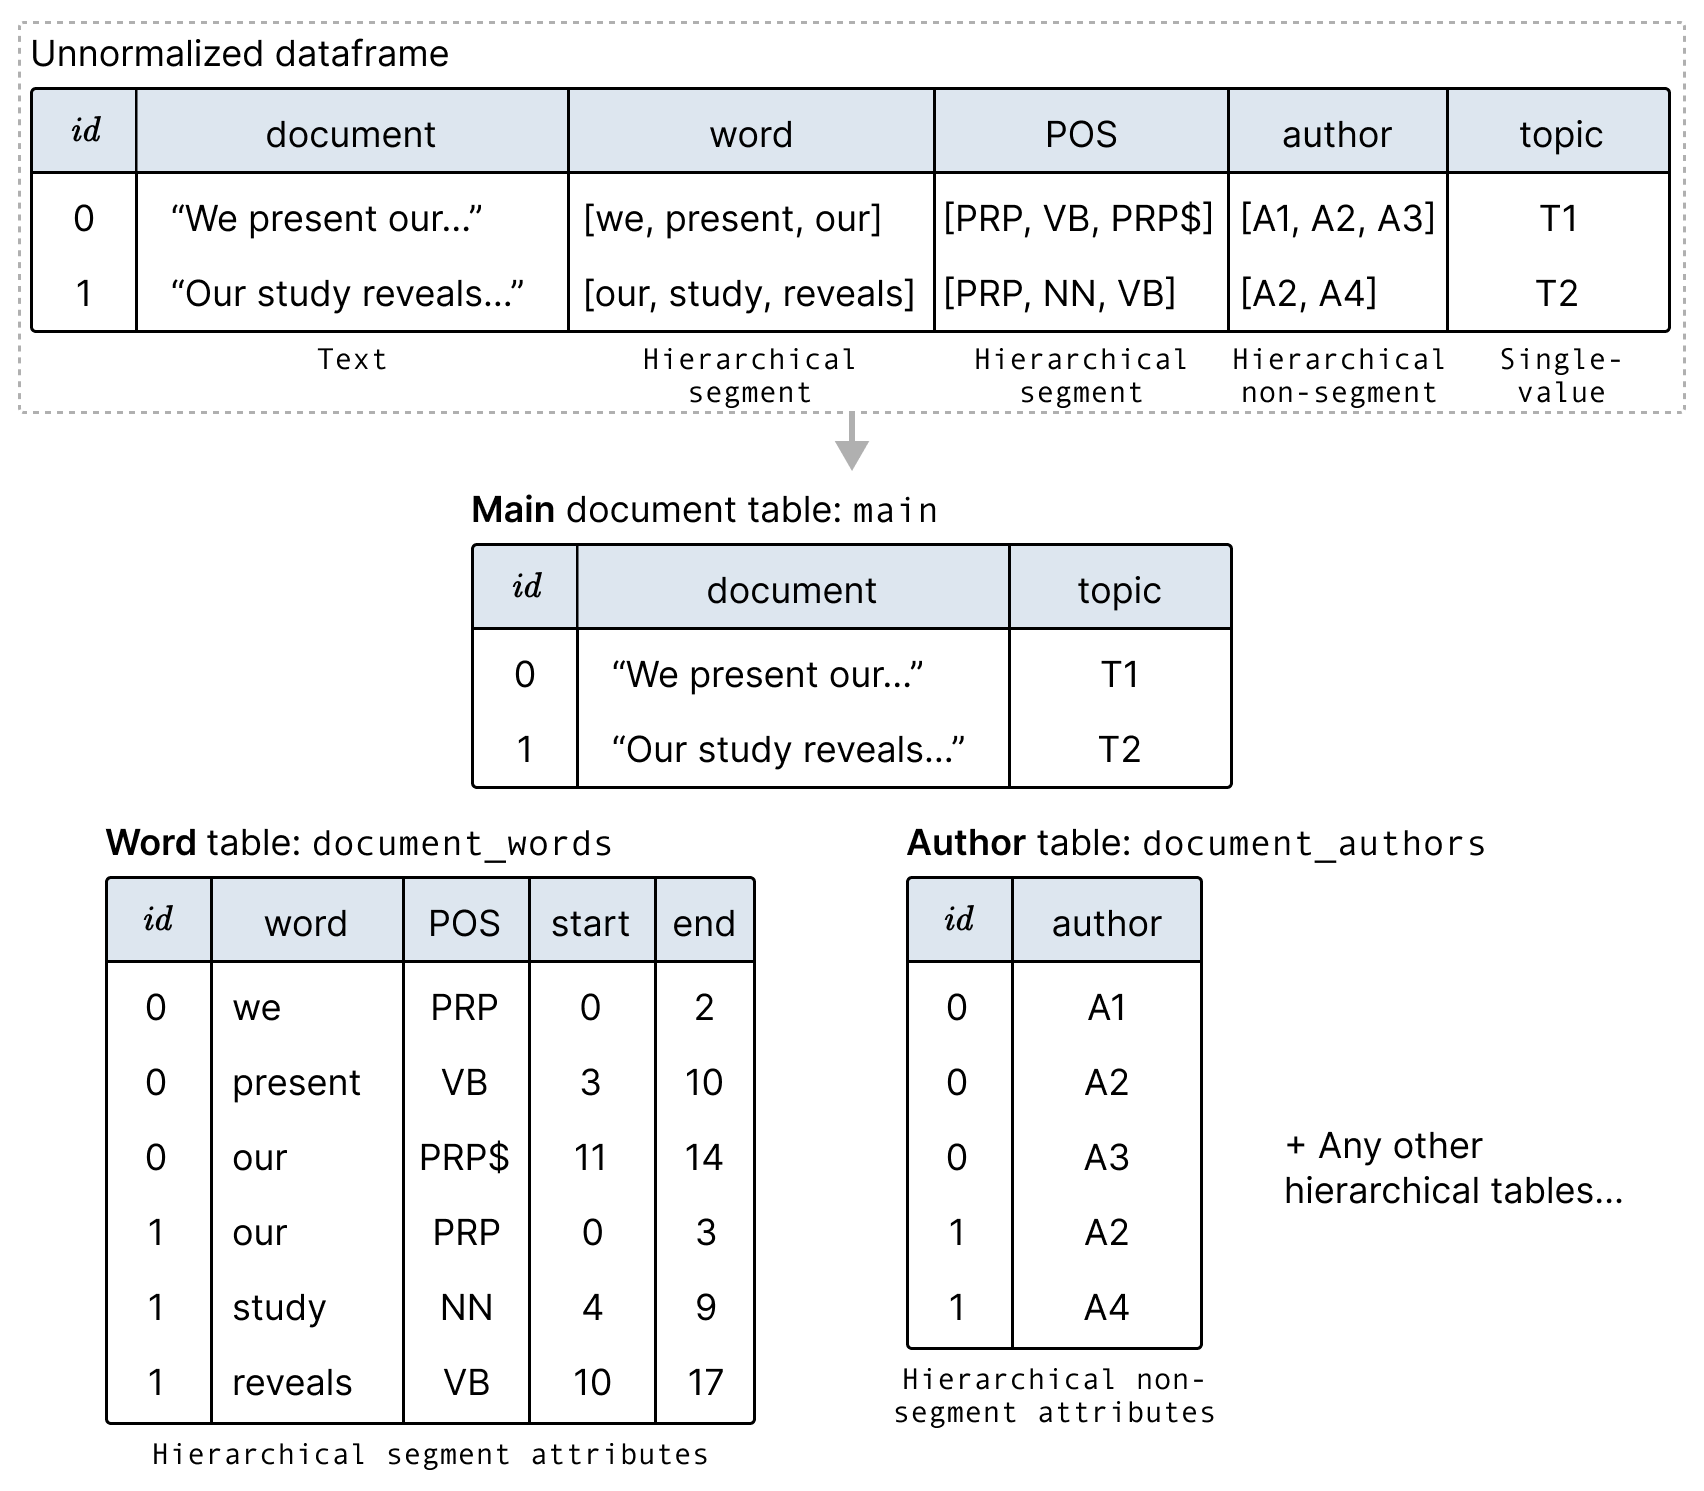 Unnormalized dataframe
id document word POS author topic
0 “We present our...” [we, present, our] [PRP, VB, PRP$] [A1, A2, A3] T1
1 “Our study reveals...” [our, study, reveals] [PRP, NN, VB] [A2, A4] T2
Text Hierarchical Hierarchical Hierarchical Single-
segment segment non-segment value
Main document table: main
id document topic
0 “We present our...” T1
1 “Our study reveals...” T2
Word table: document_words
id word POS start end
0 we PRP 0 2
0 present VB 3 10
0 our PRP$ 11 14
1 our PRP 0 3
1 study NN 4 9
1 reveals VB 10 17
Hierarchical segment attributes
Author table: document_authors
id author
0 A1
0 A2
0 A3
1 A2
1 A4
Hierarchical non-
segment attributes
+ Any other
hierarchical tables...